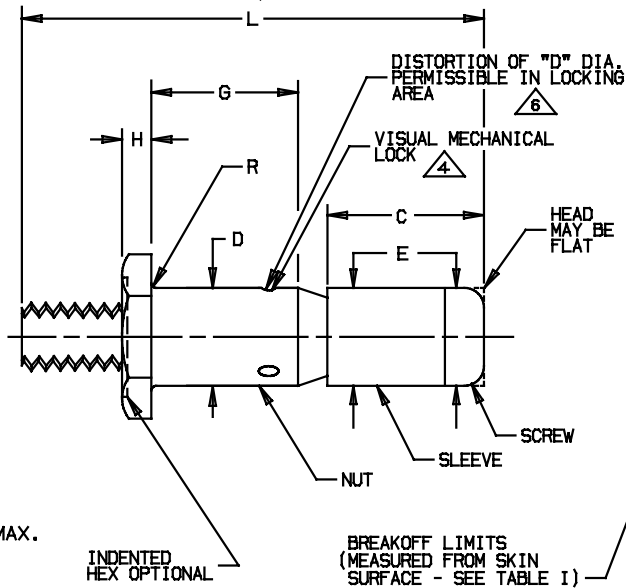 L
DISTORTION OF "D" DIA.
PERMISSIBLE IN LOCKING
AREA
6
G
H
VISUAL MECHANICAL
LOCK
4
R
C
HEAD
MAY BE
FLAT
D
E
SCREW
SLEEVE
NUT
MAX.
INDENTED
HEX OPTIONAL
BREAKOFF LIMITS
(MEASURED FROM SKIN
SURFACE - SEE TABLE I)